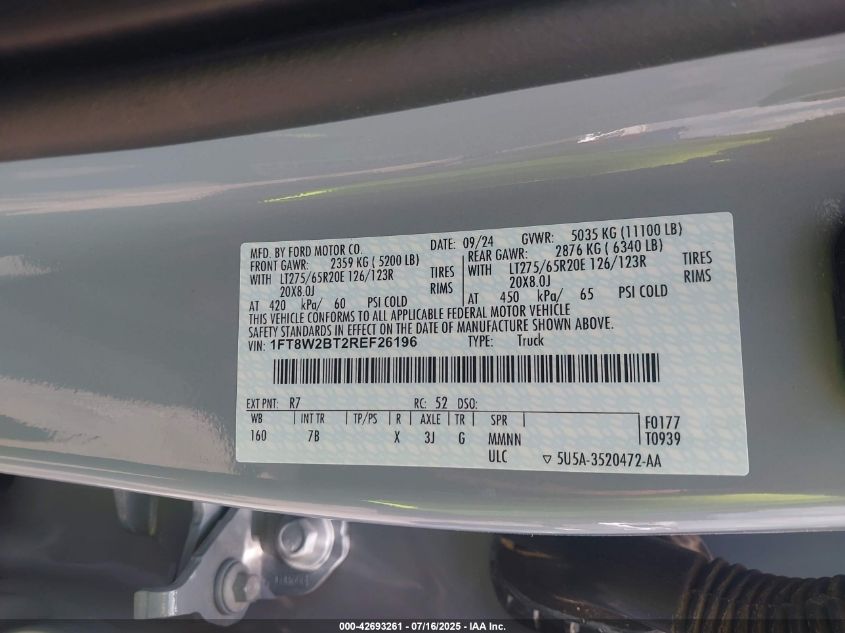 MFD. BY FORD MOTOR CO. DATE: 09/24 GVWR: 5035 KG (11100 LB)
FRONT GAWR: 2359 KG ( 5200 LB) REAR GAWR: 2876 KG ( 6340 LB)
WITH LT275/65R20E 126/123R TIRES WITH LT275/65R20E 126/123R TIRES
20X8.0J RIMS 20X8.0J RIMS
AT 420 kPa/ 60 PSI COLD AT 450 kPa/ 65 PSI COLD
THIS VEHICLE CONFORMS TO ALL APPLICABLE FEDERAL MOTOR VEHICLE
SAFETY STANDARDS IN EFFECT ON THE DATE OF MANUFACTURE SHOWN ABOVE.
VIN: 1FT8W2BT2REF26196 TYPE: Truck
EXT PNT: R7 RC: 52 DSO:
WB INT TR TP/PS R AXLE TR SPR F0177
160 7B X 3J G MMNN T0939
ULC ▽ 5U5A-3520472-AA
000-42693261 - 07/16/2025 - IAA Inc.